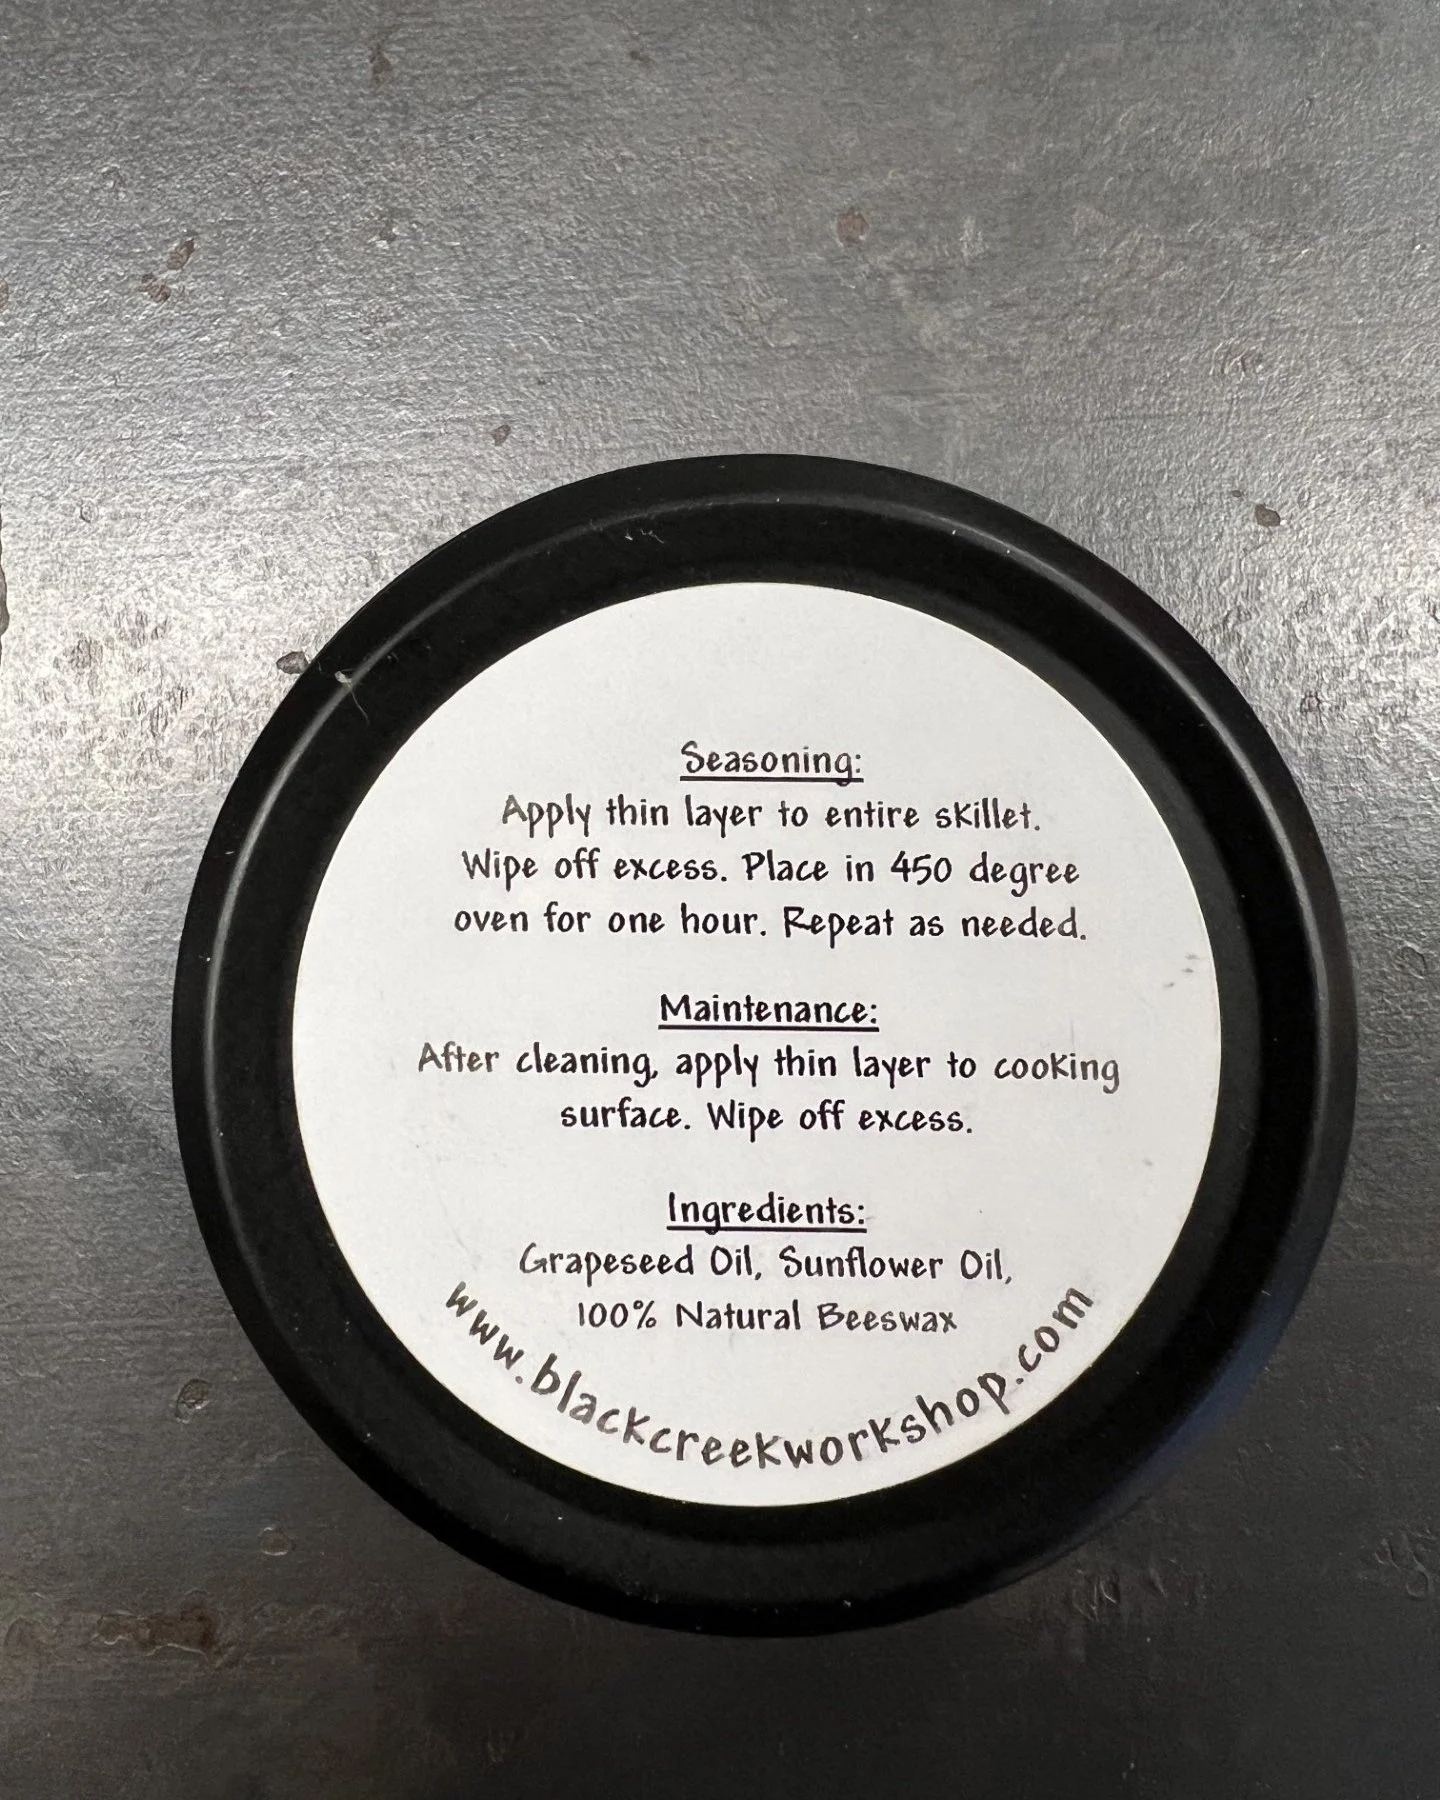 Seasoning:
Apply thin layer to entire skillet.
Wipe off excess. Place in 450 degree
oven for one hour. Repeat as needed.
Maintenance:
After cleaning, apply thin layer to cooking
surface. Wipe off excess.
Ingredients:
Grapeseed Oil, Sunflower Oil,
100% Natural Beeswax
www.blackcreekworkshop.com